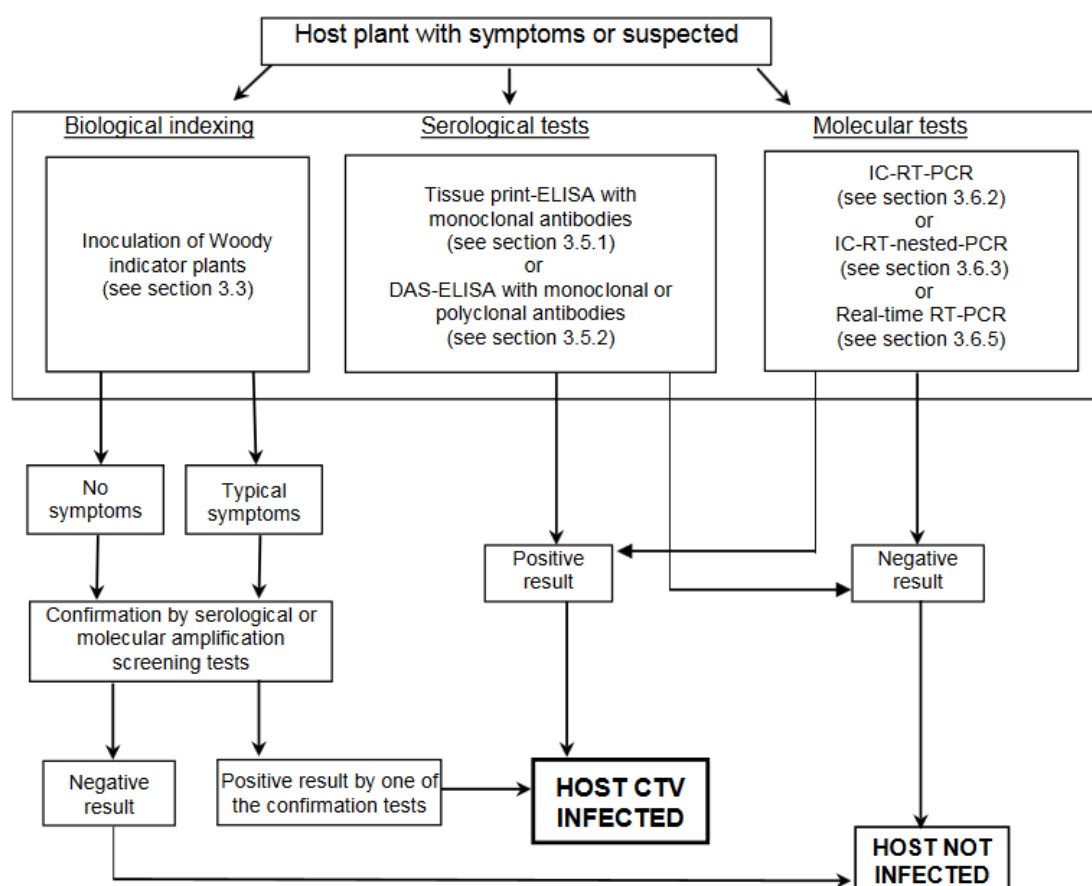 Host plant with symptoms or suspected
Biological indexing
Serological tests
Molecular tests
Inoculation of Woody
indicator plants
(see section 3.3)
Tissue print-ELISA with
monoclonal antibodies
(see section 3.5.1)
or
DAS-ELISA with monoclonal or
polyclonal antibodies
(see section 3.5.2)
IC-RT-PCR
(see section 3.6.2)
or
IC-RT-nested-PCR
(see section 3.6.3)
or
Real-time RT-PCR
(see section 3.6.5)
No
symptoms
Typical
symptoms
Positive
result
Negative
result
Confirmation by serological or
molecular amplification
screening tests
Negative
result
Positive result by one of
the confirmation tests
HOST CTV
INFECTED
HOST NOT
INFECTED